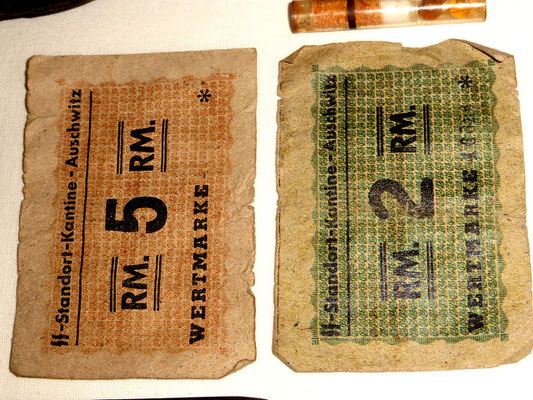 ᛋᛋ-Standort-Kantine-Auschwitz
RM. 5 RM.
WERTMARKE *
ᛋᛋ-Standort-Kantine-Auschwitz
RM. 2 RM.
WERTMARKE *